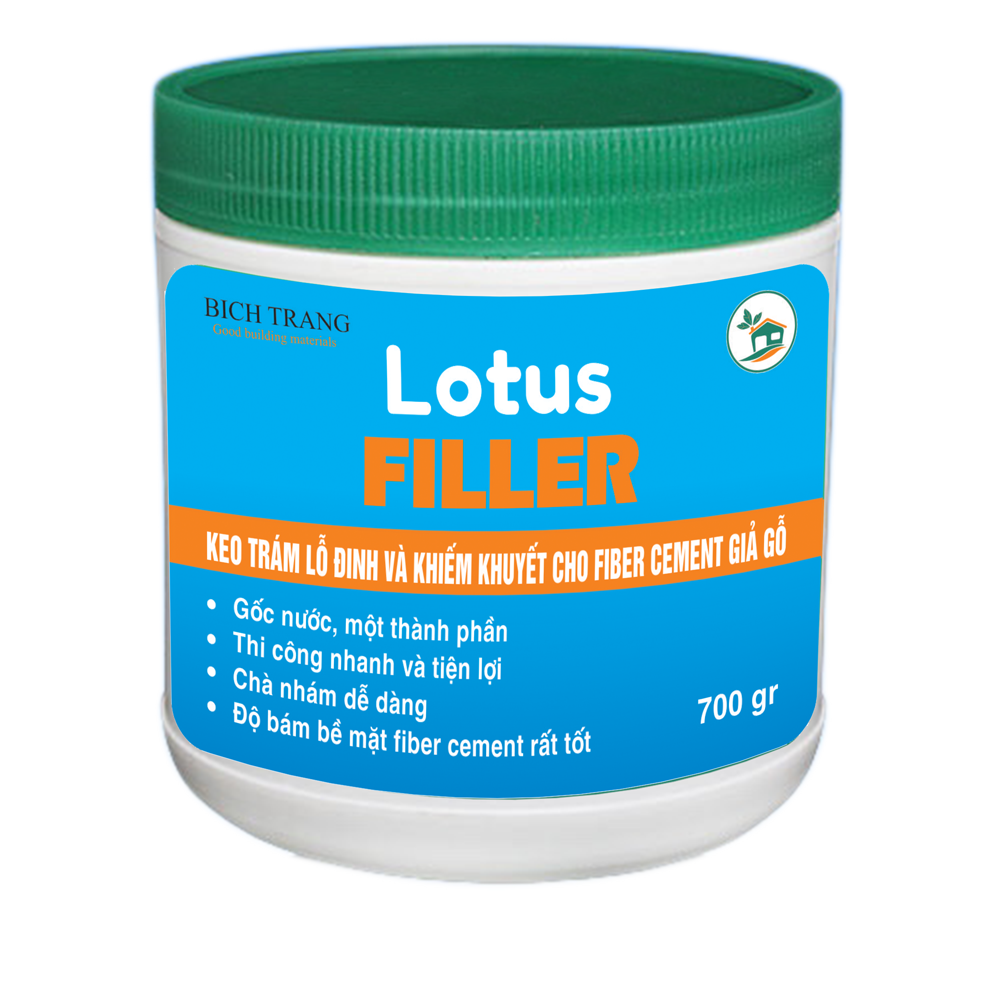 BICH TRANG
Good building materials
Lotus
FILLER
KEO TRÁM LỖ ĐINH VÀ KHIẾM KHUYẾT CHO FIBER CEMENT GIẢ GỖ
• Gốc nước, một thành phần
• Thi công nhanh và tiện lợi
• Chà nhám dễ dàng
• Độ bám bề mặt fiber cement rất tốt
700 gr